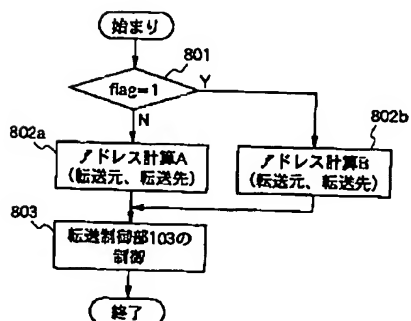 始まり
801
flag=1
Y
N
802a
アドレス計算A
(転送元、転送先)
802b
アドレス計算B
(転送元、転送先)
803
転送制御部103の
制御
終了